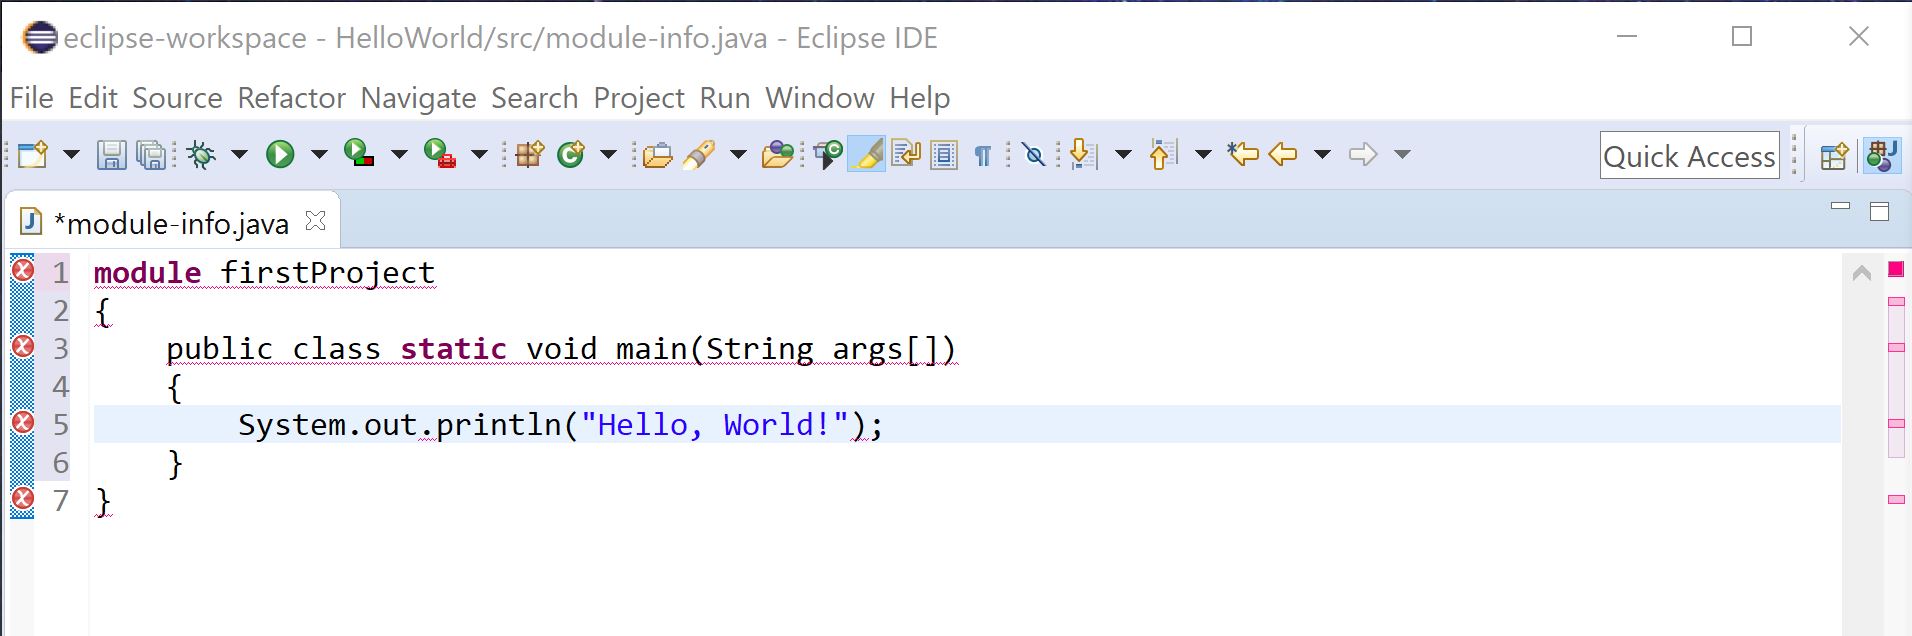 eclipse-workspace - HelloWorld/src/module-info.java - Eclipse IDE
File Edit Source Refactor Navigate Search Project Run Window Help
Quick Access
*module-info.java
1 module firstProject
2 {
3     public class static void main(String args[])
4     {
5         System.out.println("Hello, World!");
6     }
7 }